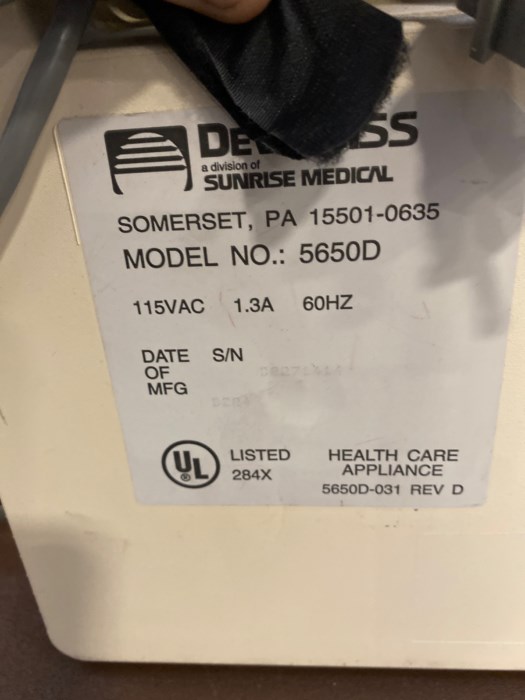 a division of
SUNRISE MEDICAL
SOMERSET, PA 15501-0635
MODEL NO.: 5650D
115VAC 1.3A 60HZ
DATE OF MFG S/N
UL LISTED 284X
HEALTH CARE APPLIANCE
5650D-031 REV D